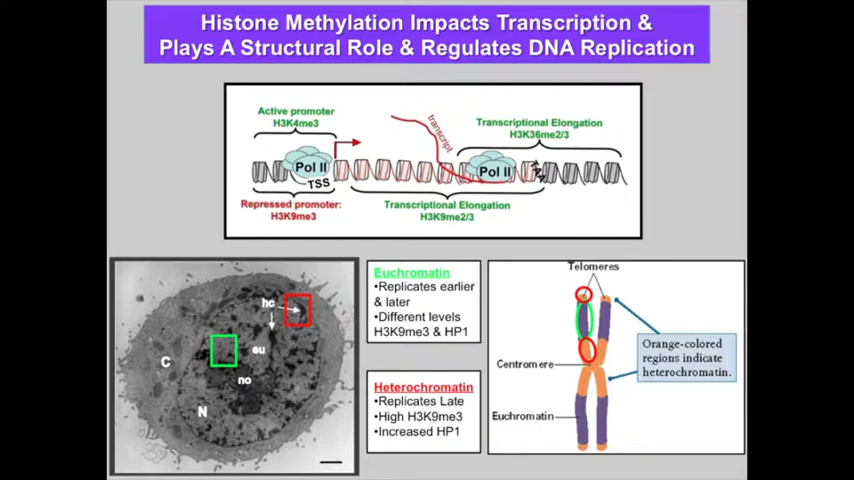 Histone Methylation Impacts Transcription &
Plays A Structural Role & Regulates DNA Replication
Active promoter
H3K4me3
transcript
Transcriptional Elongation
H3K36me2/3
Pol II
TSS
Pol II
Repressed promoter:
H3K9me3
Transcriptional Elongation
H3K9me2/3
hc
eu
no
C
N
Euchromatin
•Replicates earlier
& later
•Different levels
H3K9me3 & HP1
Heterochromatin
•Replicates Late
•High H3K9me3
•Increased HP1
Telomeres
Orange-colored
regions indicate
heterochromatin.
Centromere
Euchromatin